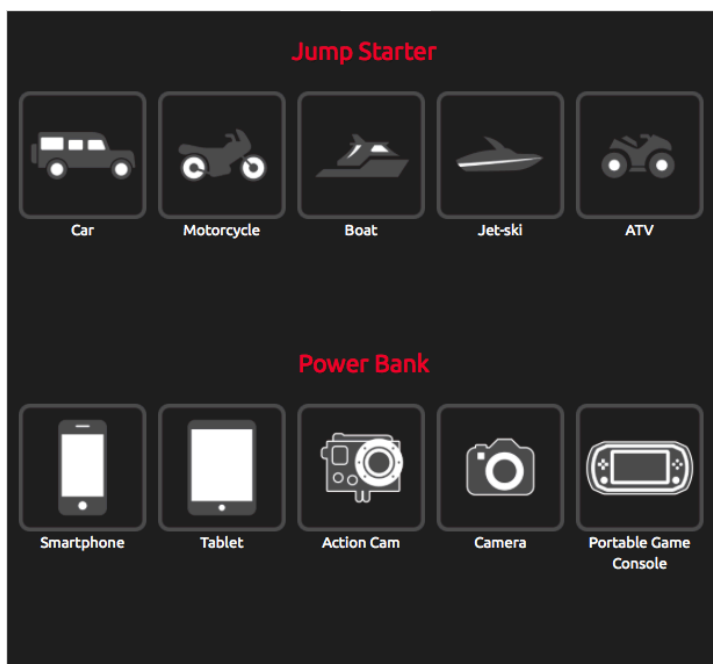 Jump Starter
Car
Motorcycle
Boat
Jet-ski
ATV
Power Bank
Smartphone
Tablet
Action Cam
Camera
Portable Game
Console